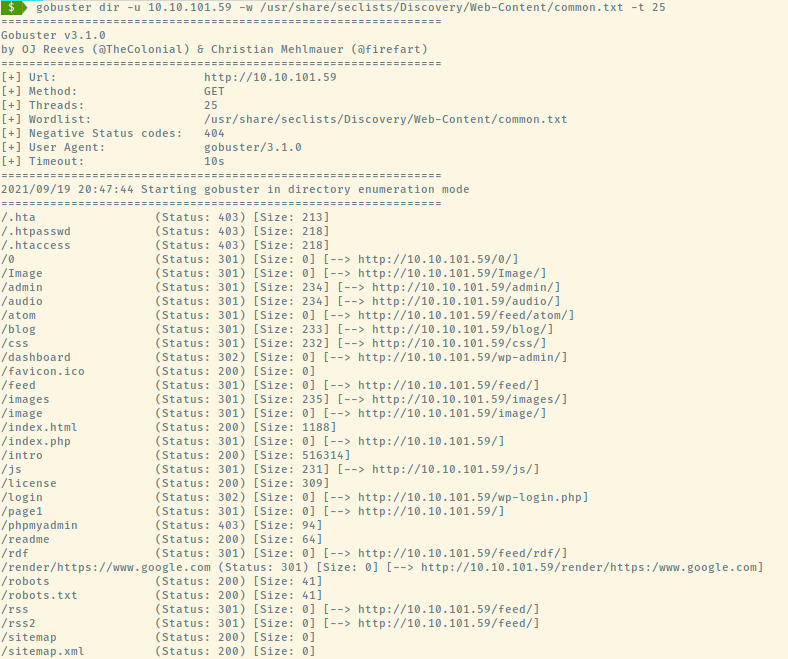 $ gobuster dir -u 10.10.101.59 -w /usr/share/seclists/Discovery/Web-Content/common.txt -t 25
===============================================================
Gobuster v3.1.0
by OJ Reeves (@TheColonial) & Christian Mehlmauer (@firefart)
===============================================================
[+] Url:                     http://10.10.101.59
[+] Method:                  GET
[+] Threads:                 25
[+] Wordlist:                /usr/share/seclists/Discovery/Web-Content/common.txt
[+] Negative Status codes:   404
[+] User Agent:              gobuster/3.1.0
[+] Timeout:                 10s
===============================================================
2021/09/19 20:47:44 Starting gobuster in directory enumeration mode
===============================================================
/.hta                 (Status: 403) [Size: 213]
/.htpasswd            (Status: 403) [Size: 218]
/.htaccess            (Status: 403) [Size: 218]
/0                    (Status: 301) [Size: 0] [--> http://10.10.101.59/0/]
/Image                (Status: 301) [Size: 0] [--> http://10.10.101.59/Image/]
/admin                (Status: 301) [Size: 234] [--> http://10.10.101.59/admin/]
/audio                (Status: 301) [Size: 234] [--> http://10.10.101.59/audio/]
/atom                 (Status: 301) [Size: 0] [--> http://10.10.101.59/feed/atom/]
/blog                 (Status: 301) [Size: 233] [--> http://10.10.101.59/blog/]
/css                  (Status: 301) [Size: 232] [--> http://10.10.101.59/css/]
/dashboard            (Status: 302) [Size: 0] [--> http://10.10.101.59/wp-admin/]
/favicon.ico          (Status: 200) [Size: 0]
/feed                 (Status: 301) [Size: 0] [--> http://10.10.101.59/feed/]
/images               (Status: 301) [Size: 235] [--> http://10.10.101.59/images/]
/image                (Status: 301) [Size: 0] [--> http://10.10.101.59/image/]
/index.html           (Status: 200) [Size: 1188]
/index.php            (Status: 301) [Size: 0] [--> http://10.10.101.59/]
/intro                (Status: 200) [Size: 516314]
/js                   (Status: 301) [Size: 231] [--> http://10.10.101.59/js/]
/license              (Status: 200) [Size: 309]
/login                (Status: 302) [Size: 0] [--> http://10.10.101.59/wp-login.php]
/page1                (Status: 301) [Size: 0] [--> http://10.10.101.59/]
/phpmyadmin           (Status: 403) [Size: 94]
/readme               (Status: 200) [Size: 64]
/rdf                  (Status: 301) [Size: 0] [--> http://10.10.101.59/feed/rdf/]
/render/https://www.google.com (Status: 301) [Size: 0] [--> http://10.10.101.59/render/https:/www.google.com]
/robots               (Status: 200) [Size: 41]
/robots.txt           (Status: 200) [Size: 41]
/rss                  (Status: 301) [Size: 0] [--> http://10.10.101.59/feed/]
/rss2                 (Status: 301) [Size: 0] [--> http://10.10.101.59/feed/]
/sitemap              (Status: 200) [Size: 0]
/sitemap.xml          (Status: 200) [Size: 0]